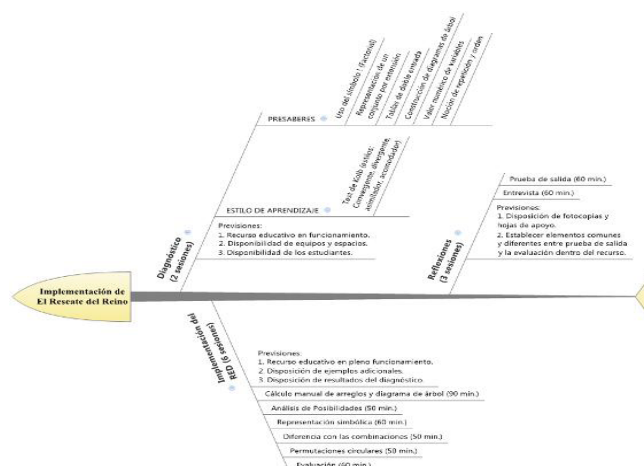 Uso del símbolo ! (Factorial)
Representación de un
conjunto por extensión
Tablas de doble entrada
Construcción de diagramas de árbol
Valor numérico de variables
Noción de repetición y orden
PRESABERES
Test de Kolb (estilos:
Convergente, divergente,
asimilador, acomodador)
ESTILO DE APRENDIZAJE
Previsiones:
1. Recurso educativo en funcionamiento.
2. Disponibilidad de equipos y espacios.
3. Disponibilidad de los estudiantes.
Diagnóstico
(2 sesiones)
Prueba de salida (60 min.)
Entrevista (60 min.)
Previsiones:
1. Disposición de fotocopias y
hojas de apoyo.
2. Establecer elementos comunes
y diferentes entre prueba de salida
y la evaluación dentro del recurso.
Reflexiones
(3 sesiones)
Implementación de
El Rescate del Reino
Implementación del
RED (6 sesiones)
Previsiones:
1. Recurso educativo en pleno funcionamiento.
2. Disposición de ejemplos adicionales.
3. Disposición de resultados del diagnóstico.
Cálculo manual de arreglos y diagrama de árbol (90 min.)
Análisis de Posibilidades (50 min.)
Representación simbólica (60 min.)
Diferencia con las combinaciones (50 min.)
Permutaciones circulares (50 min.)
Evaluación (60 min.)